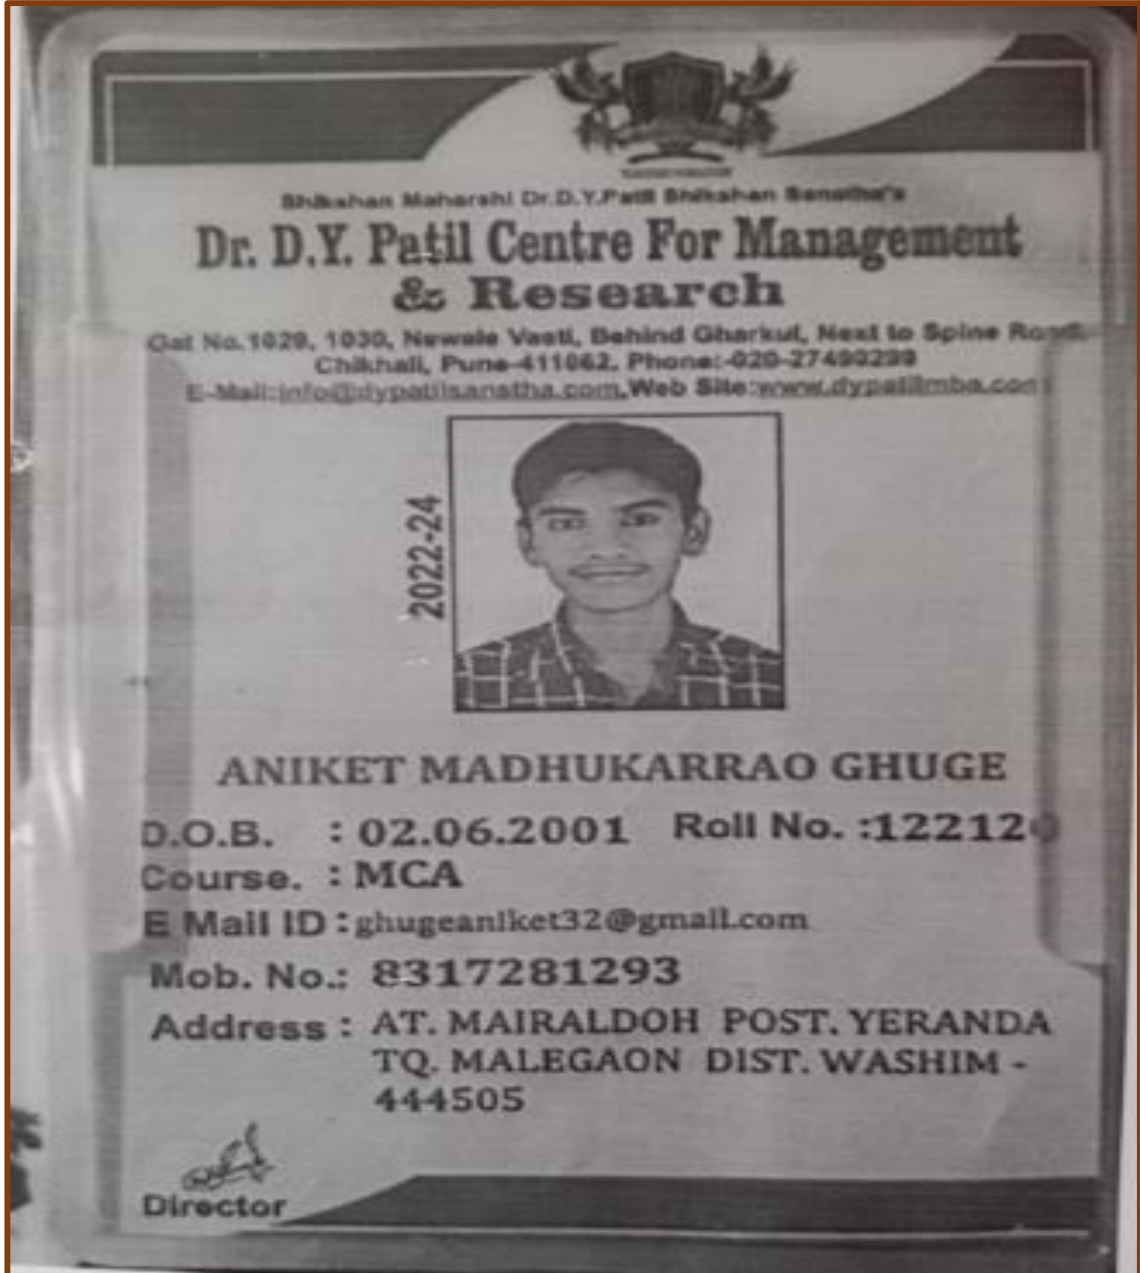 Shikshan Maharshi Dr.D.Y.Patil Shikshan Sanstha's
Dr. D.Y. Patil Centre For Management
& Research
Gat No.1029, 1030, Newale Vasti, Behind Gharkul, Next to Spine Road,
Chikhali, Pune-411062. Phone:-020-27490299
E-Mail:info@dypatilsanstha.com,Web Site:www.dypatilmba.com
2022-24
ANIKET MADHUKARRAO GHUGE
D.O.B. : 02.06.2001 Roll No. :
Course. : MCA
E Mail ID : ghugeaniket32@gmail.com
Mob. No.: 8317281293
Address : AT. MAIRALDOH POST. YERANDA
TQ. MALEGAON DIST. WASHIM -
444505
Director